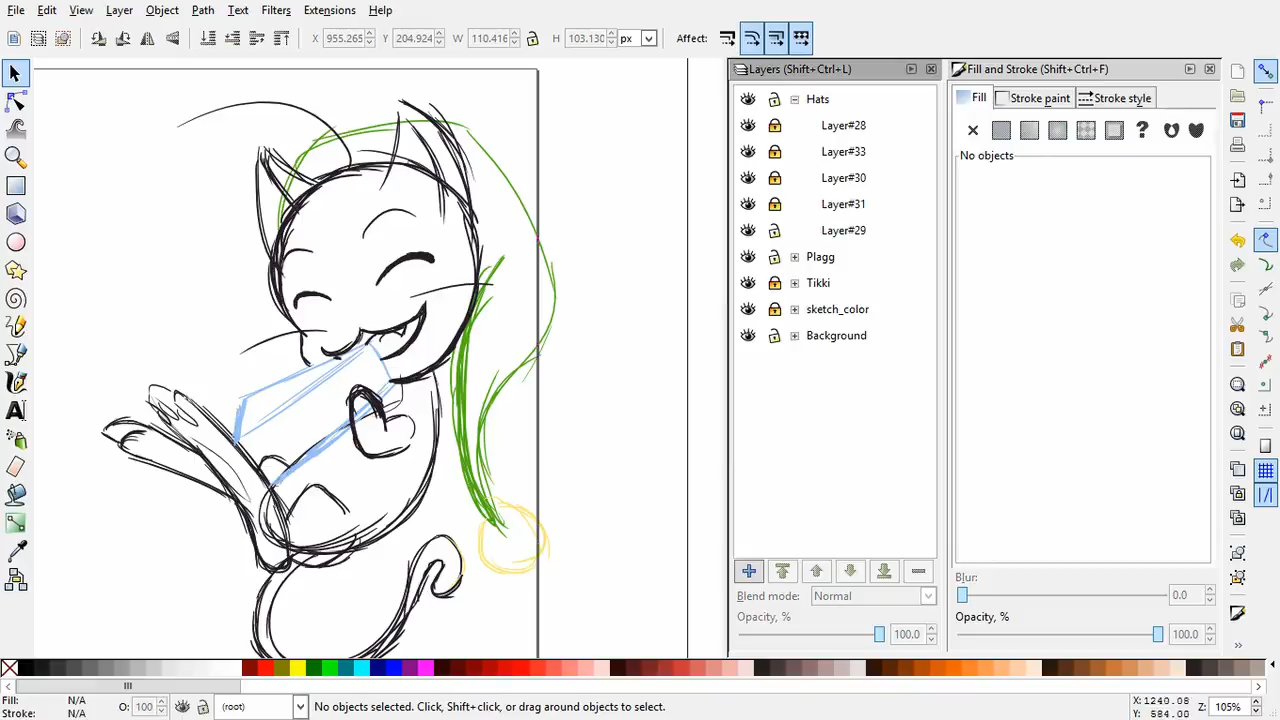 File Edit View Layer Object Path Text Filters Extensions Help
X 955.265 Y 204.924 W 110.416 H 103.130 px Affect:
Layers (Shift+Ctrl+L)
Hats
Layer#28
Layer#33
Layer#30
Layer#31
Layer#29
Plagg
Tikki
sketch_color
Background
Blend mode: Normal
Opacity, % 100.0
Fill and Stroke (Shift+Ctrl+F)
Fill Stroke paint Stroke style
No objects
Blur:
0.0
Opacity, %
100.0
Fill: N/A
Stroke: N/A
O: 100 (root) No objects selected. Click, Shift+click, or drag around objects to select.
X: 1240.08
Y: 584.00
Z: 105%